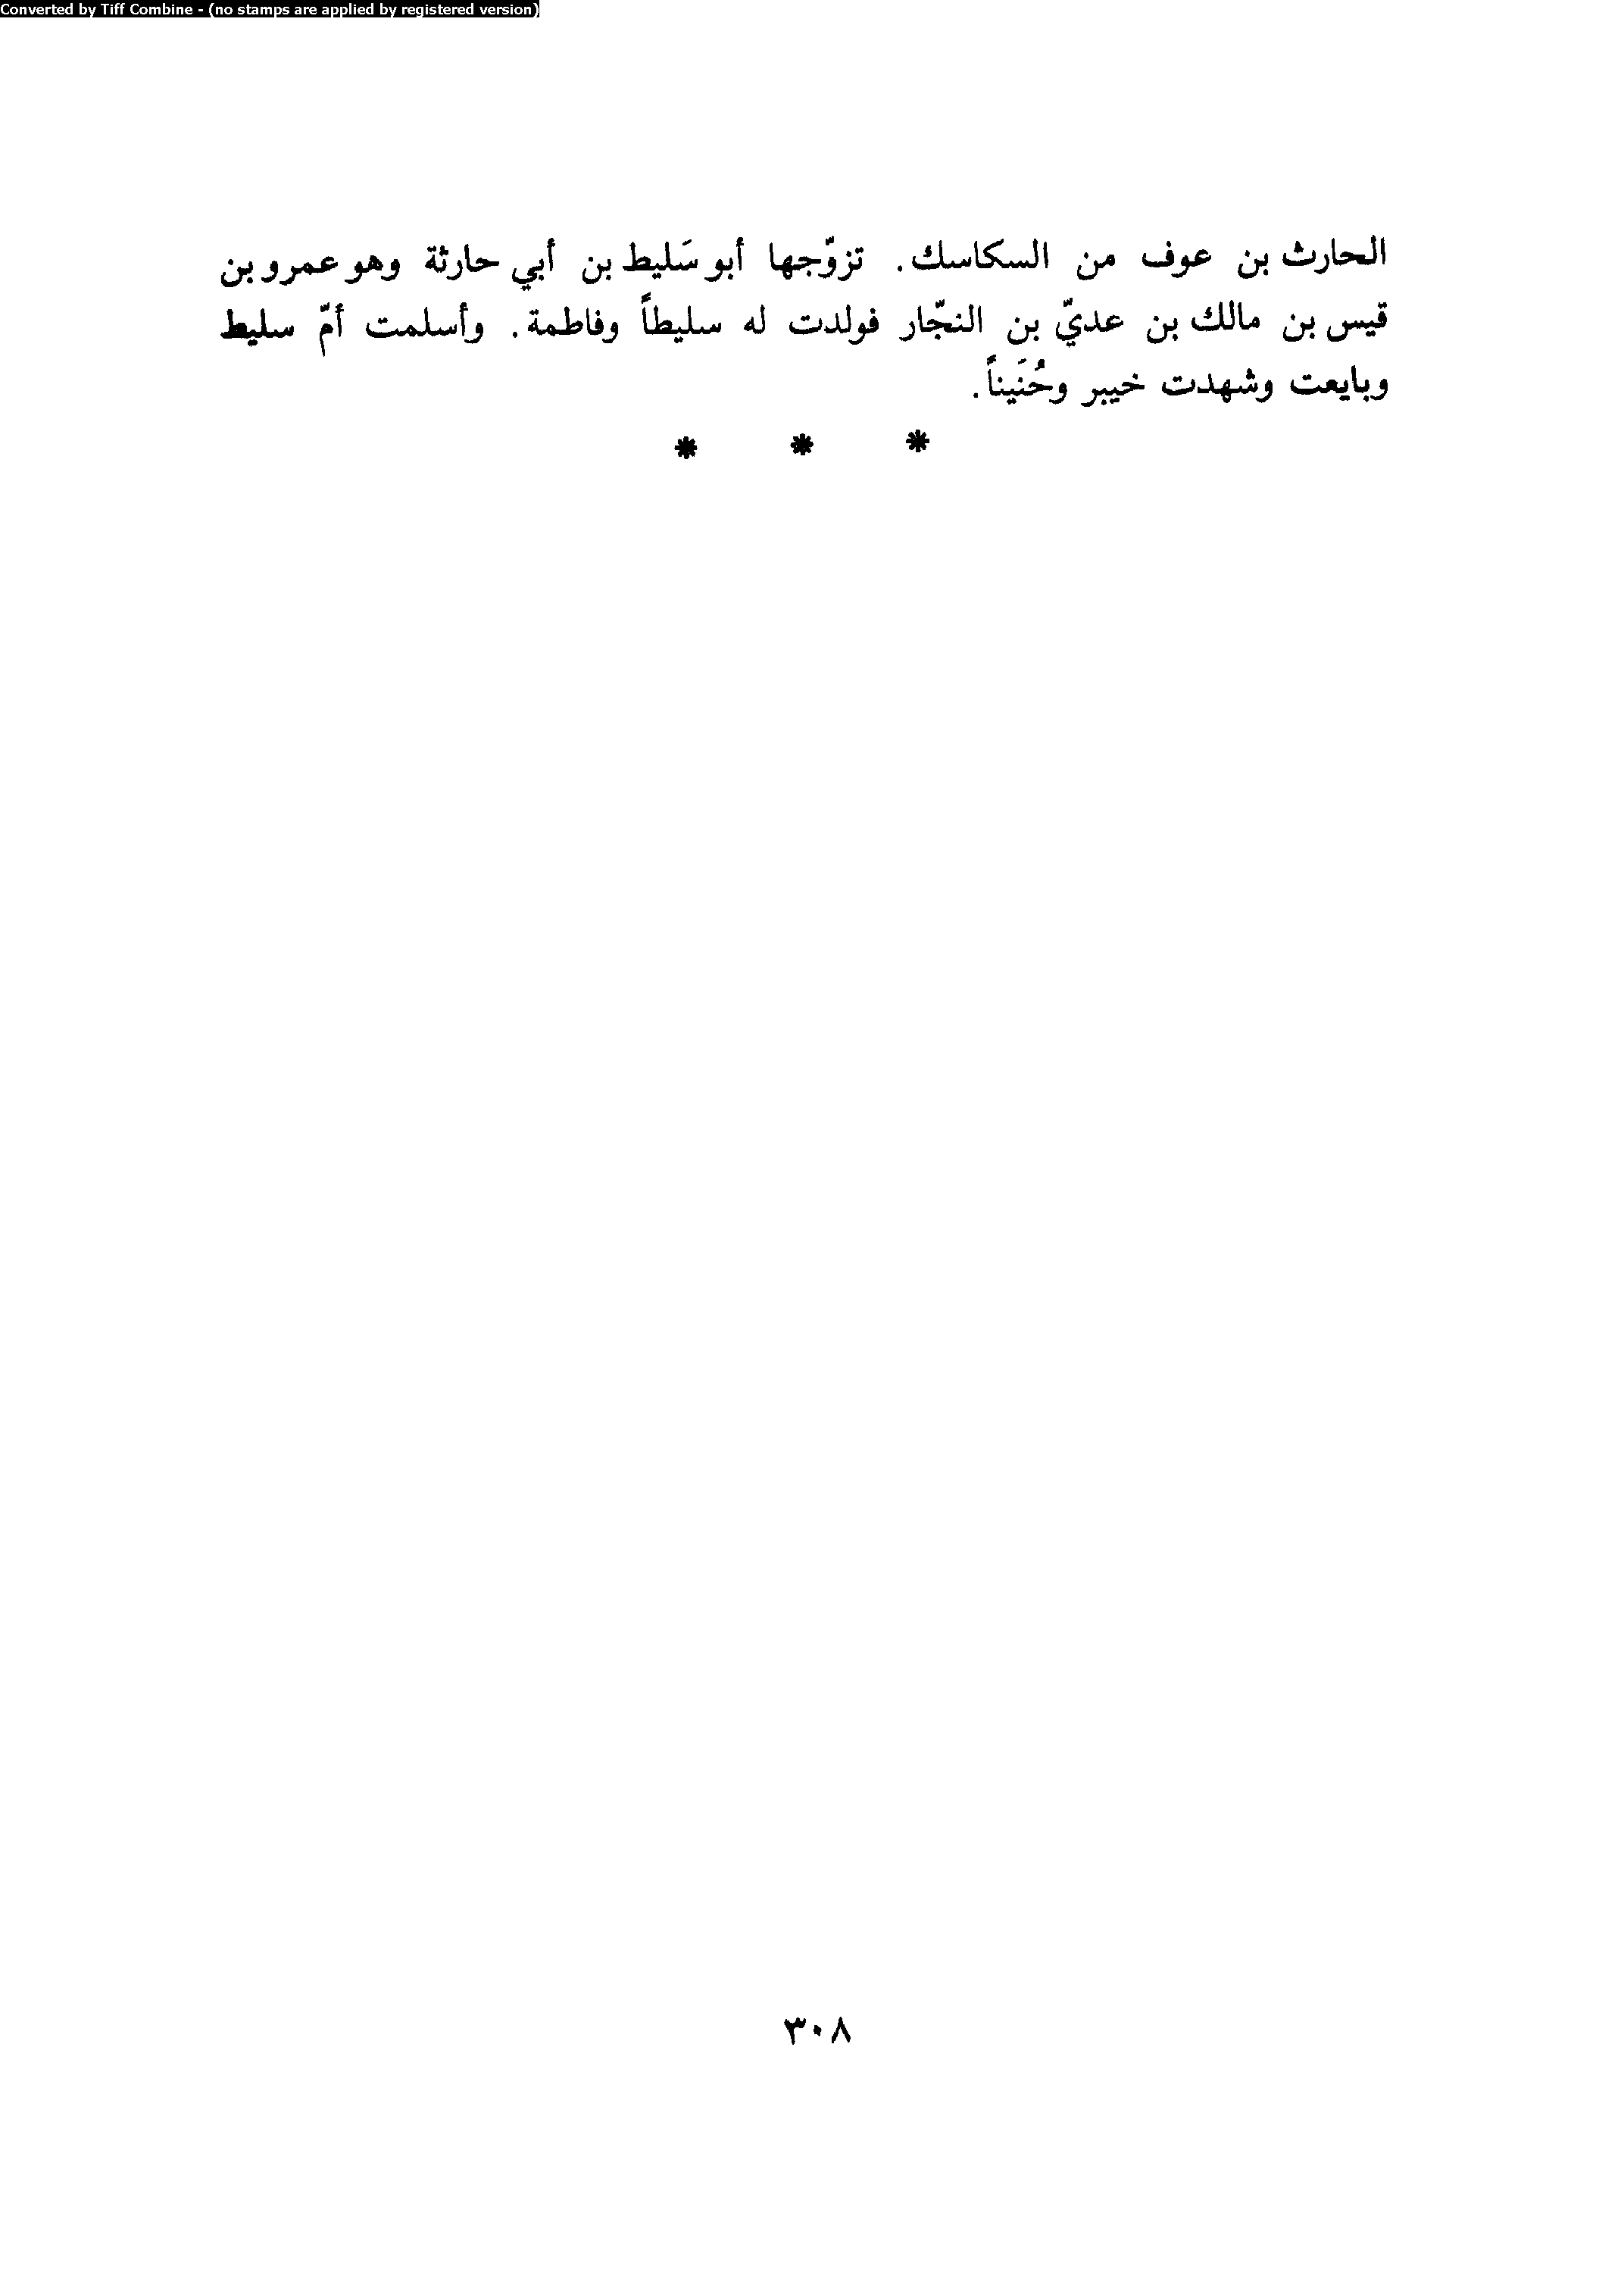 Converted by Tiff Combine - (no stamps are applied by registered version)
الحارث بن عوف من السكاسك. تزوّجها أبو سَليط بن أبي حارثة وهو عمرو بن
قيس بن مالك بن عديّ بن النجّار فولدت له سليطاً وفاطمة. وأسلمت أمّ سليط
وبايعت وشهدت خيبر وحُنَيناً.
* * *
٣٠٨